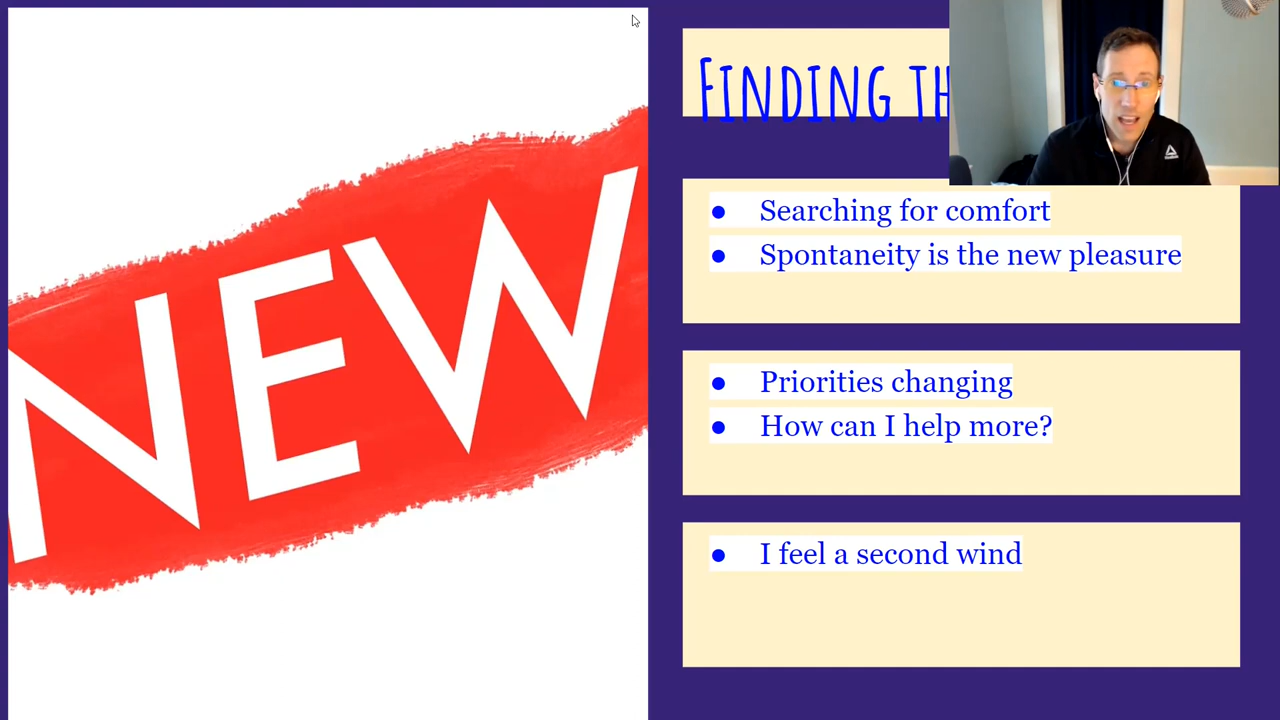 NEW
FINDING TH
● Searching for comfort
● Spontaneity is the new pleasure
● Priorities changing
● How can I help more?
● I feel a second wind